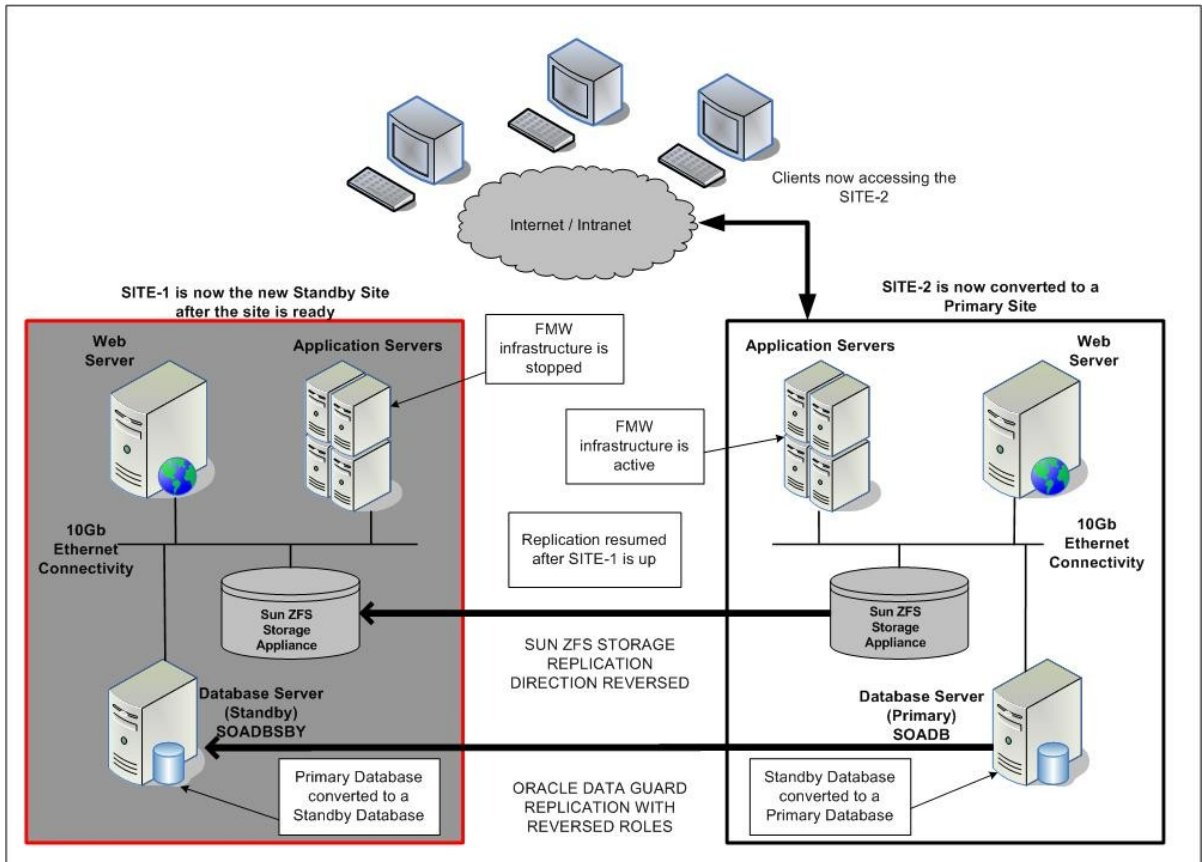 Clients now accessing the
SITE-2
Internet / Intranet
SITE-1 is now the new Standby Site
after the site is ready
SITE-2 is now converted to a
Primary Site
Web
Server
Application Servers
FMW
infrastructure is
stopped
Application Servers
Web
Server
FMW
infrastructure is
active
10Gb
Ethernet
Connectivity
Replication resumed
after SITE-1 is up
10Gb
Ethernet
Connectivity
Sun ZFS
Storage
Appliance
Sun ZFS
Storage
Appliance
SUN ZFS STORAGE
REPLICATION
DIRECTION REVERSED
Database Server
(Standby)
SOADBSBY
Database Server
(Primary)
SOADB
Primary Database
converted to a
Standby Database
ORACLE DATA GUARD
REPLICATION WITH
REVERSED ROLES
Standby Database
converted to a
Primary Database